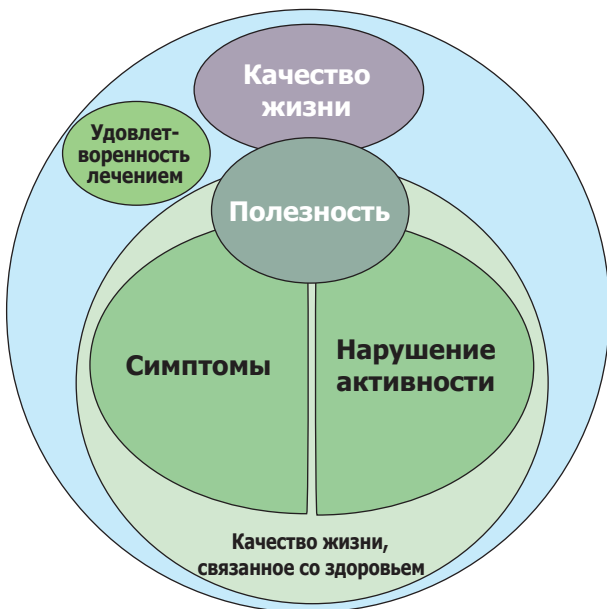 Качество
жизни
Удовлет-
воренность
лечением
Полезность
Симптомы
Нарушение
активности
Качество жизни,
связанное со здоровьем